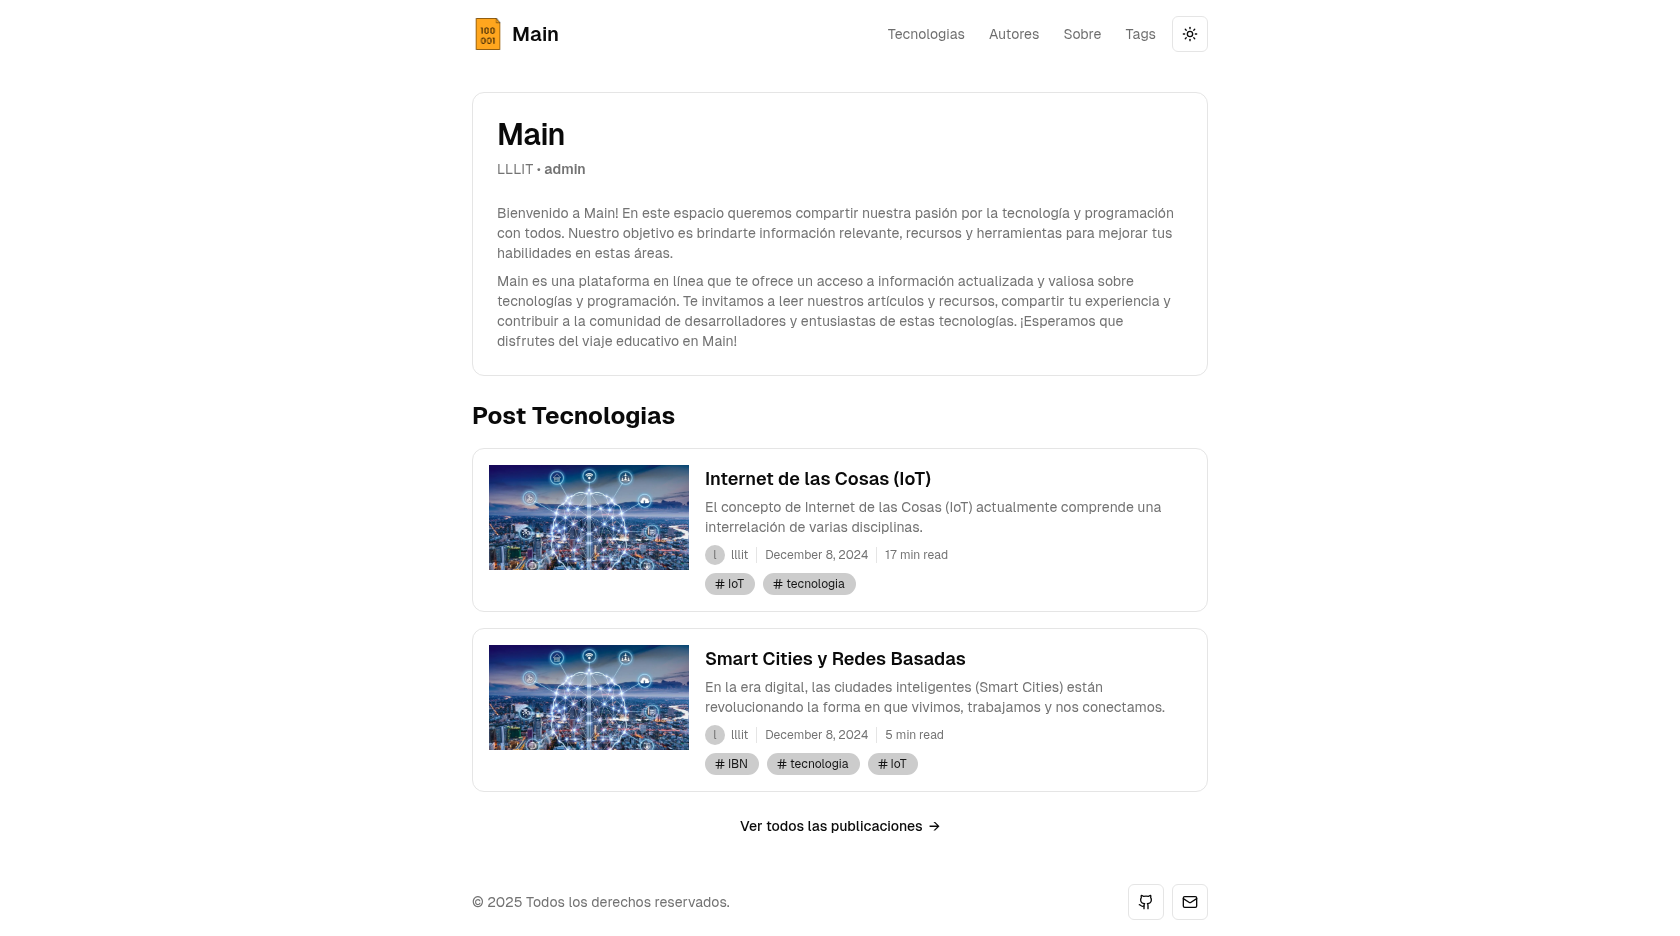 100
001
Main
Tecnologias
Autores
Sobre
Tags
Main
LLLIT • admin
Bienvenido a Main! En este espacio queremos compartir nuestra pasión por la tecnología y programación
con todos. Nuestro objetivo es brindarte información relevante, recursos y herramientas para mejorar tus
habilidades en estas áreas.
Main es una plataforma en línea que te ofrece un acceso a información actualizada y valiosa sobre
tecnologías y programación. Te invitamos a leer nuestros artículos y recursos, compartir tu experiencia y
contribuir a la comunidad de desarrolladores y entusiastas de estas tecnologías. ¡Esperamos que
disfrutes del viaje educativo en Main!
Post Tecnologias
Internet de las Cosas (IoT)
El concepto de Internet de las Cosas (IoT) actualmente comprende una
interrelación de varias disciplinas.
l lllit December 8, 2024 17 min read
# IoT # tecnologia
Smart Cities y Redes Basadas
En la era digital, las ciudades inteligentes (Smart Cities) están
revolucionando la forma en que vivimos, trabajamos y nos conectamos.
l lllit December 8, 2024 5 min read
# IBN # tecnologia # IoT
Ver todos las publicaciones →
© 2025 Todos los derechos reservados.